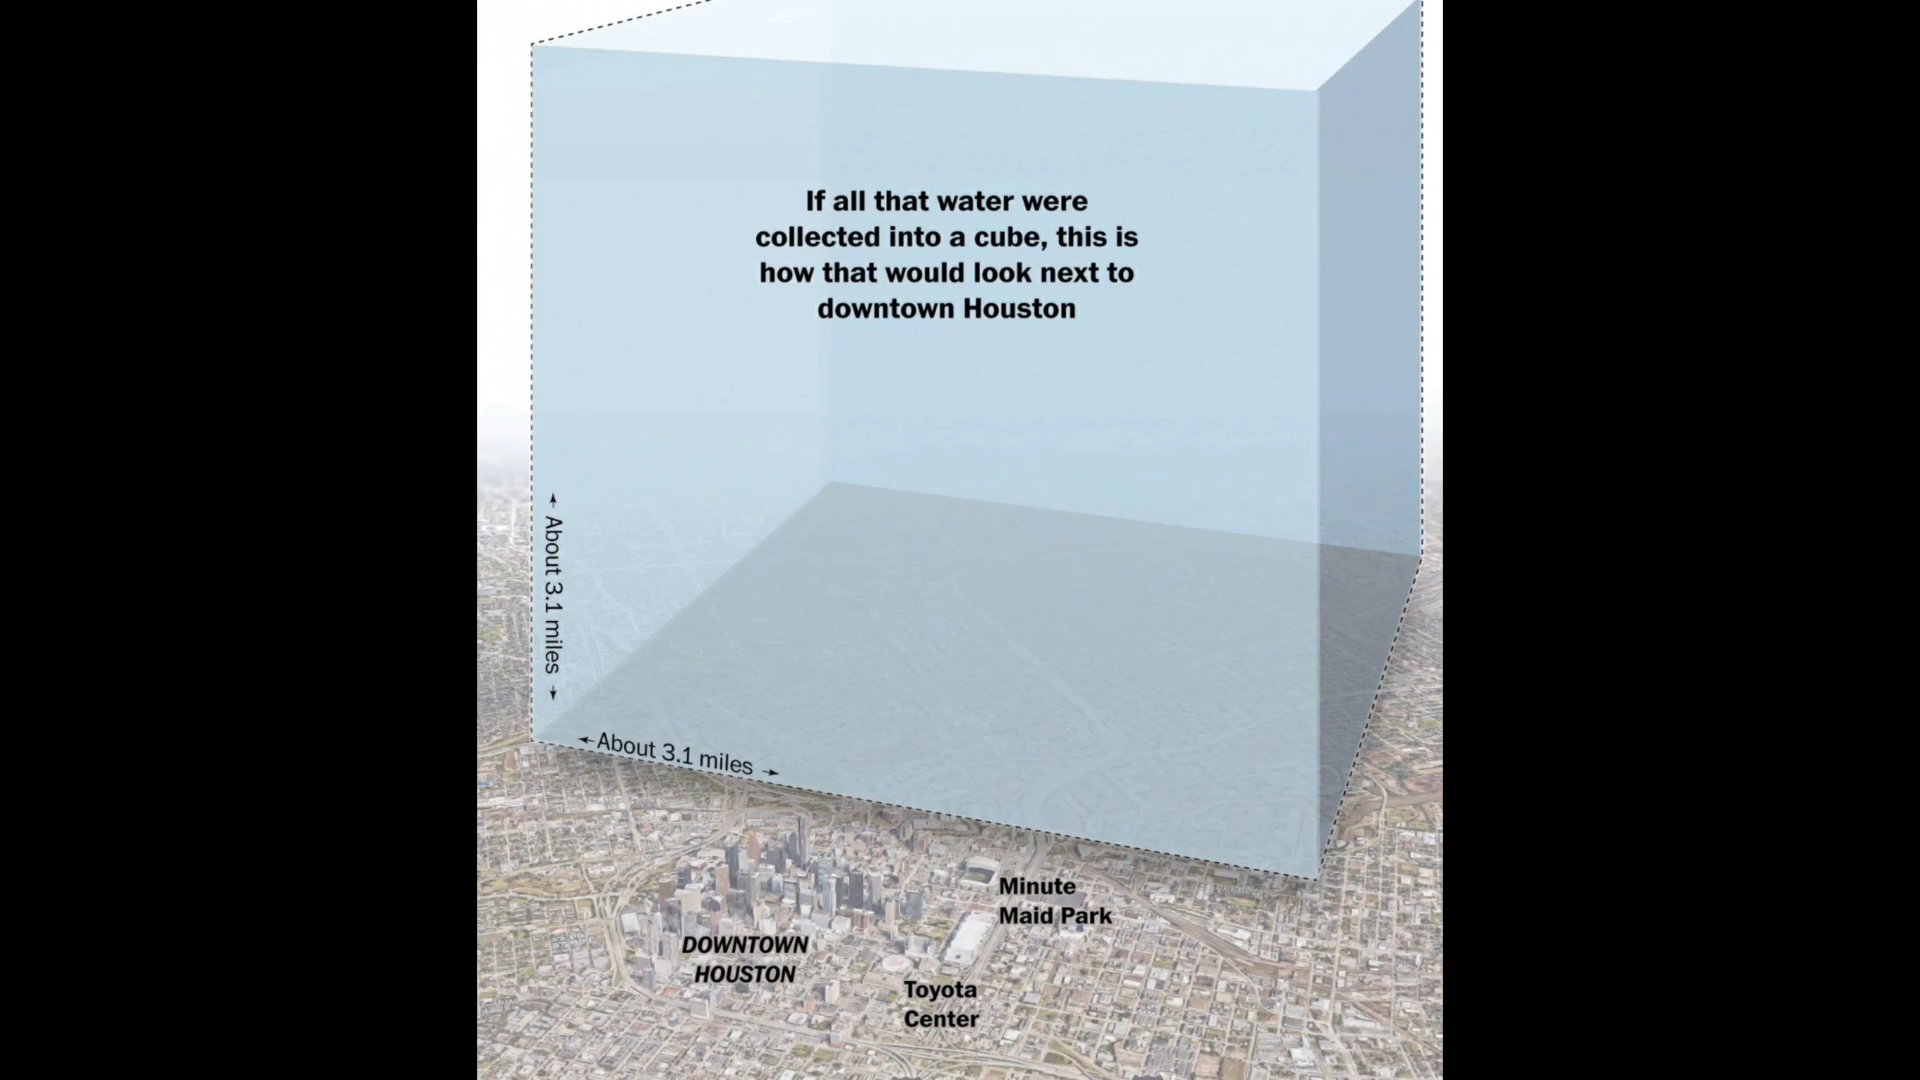 If all that water were
collected into a cube, this is
how that would look next to
downtown Houston
About 3.1 miles
About 3.1 miles
Minute
Maid Park
DOWNTOWN
HOUSTON
Toyota
Center